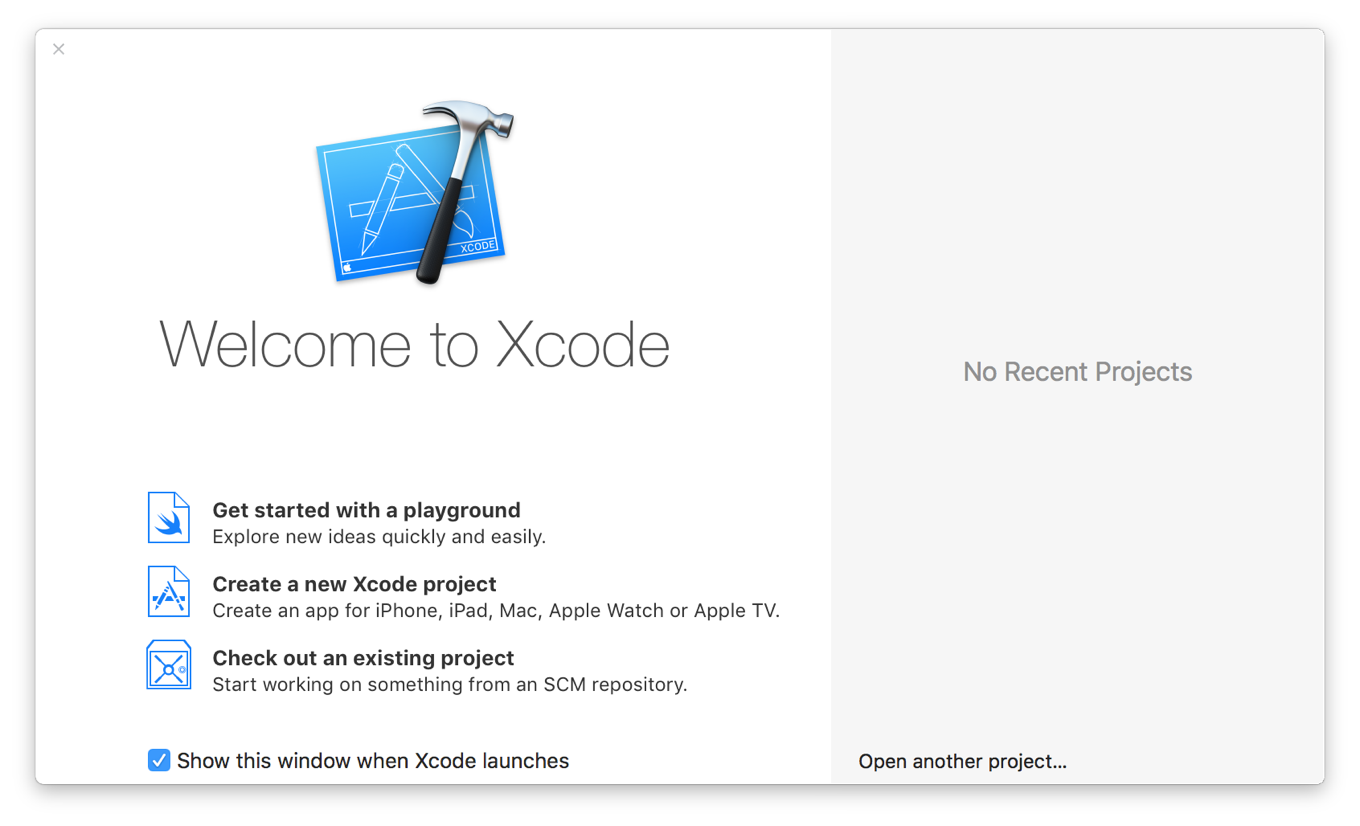 XCODE
Welcome to Xcode
No Recent Projects
Get started with a playground
Explore new ideas quickly and easily.
Create a new Xcode project
Create an app for iPhone, iPad, Mac, Apple Watch or Apple TV.
Check out an existing project
Start working on something from an SCM repository.
Show this window when Xcode launches
Open another project...